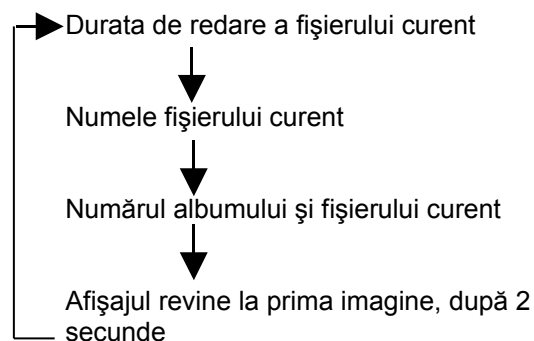 Durata de redare a fişierului curent
Numele fişierului curent
Numărul albumului şi fişierului curent
Afişajul revine la prima imagine, după 2
secunde